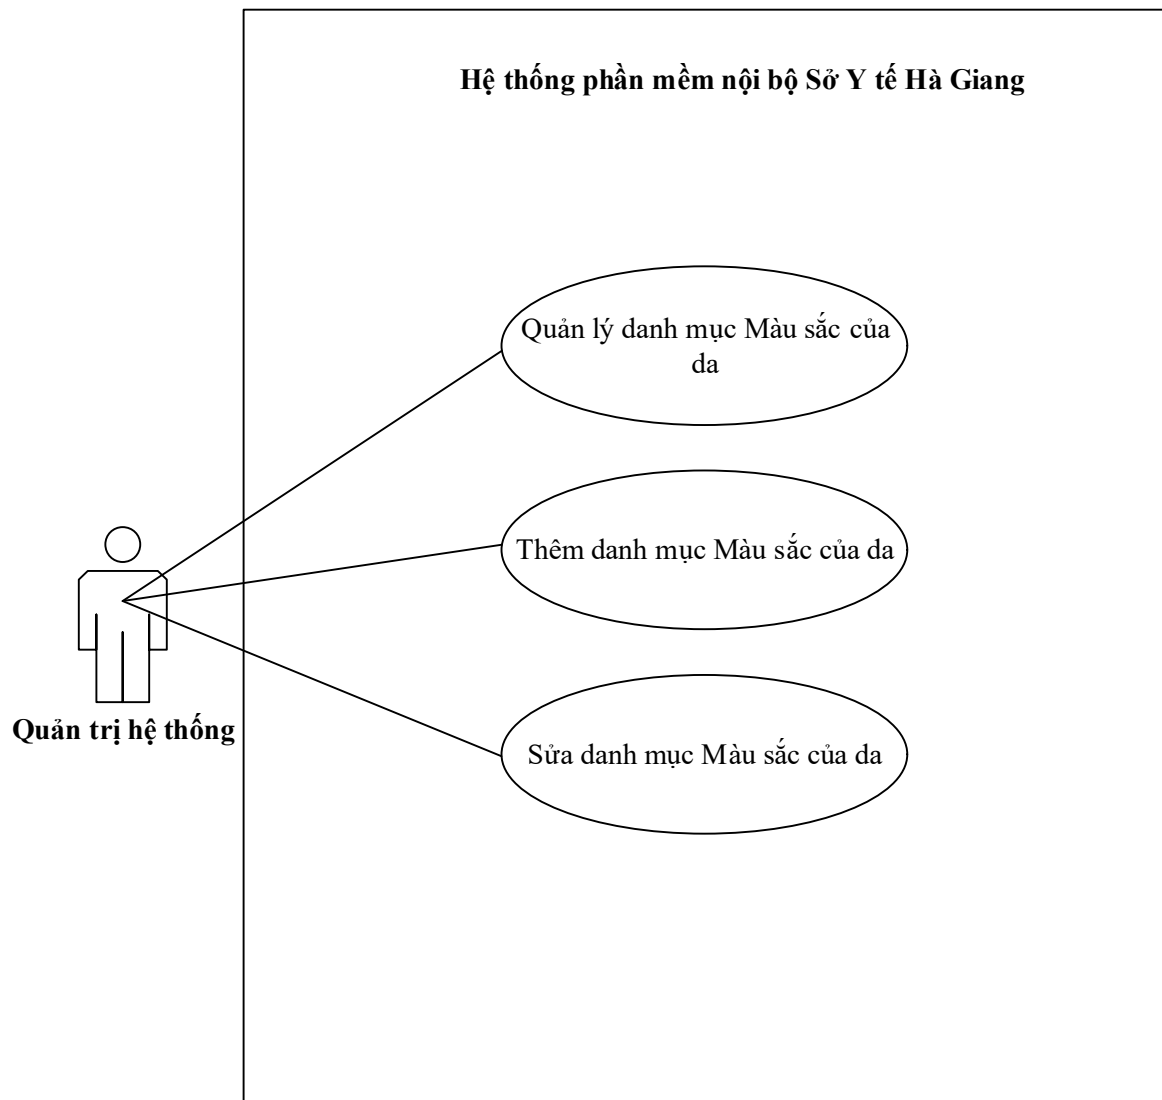 Hệ thống phần mềm nội bộ Sở Y tế Hà Giang
Quản lý danh mục Màu sắc của
da
Thêm danh mục Màu sắc của da
Sửa danh mục Màu sắc của da
Quản trị hệ thống